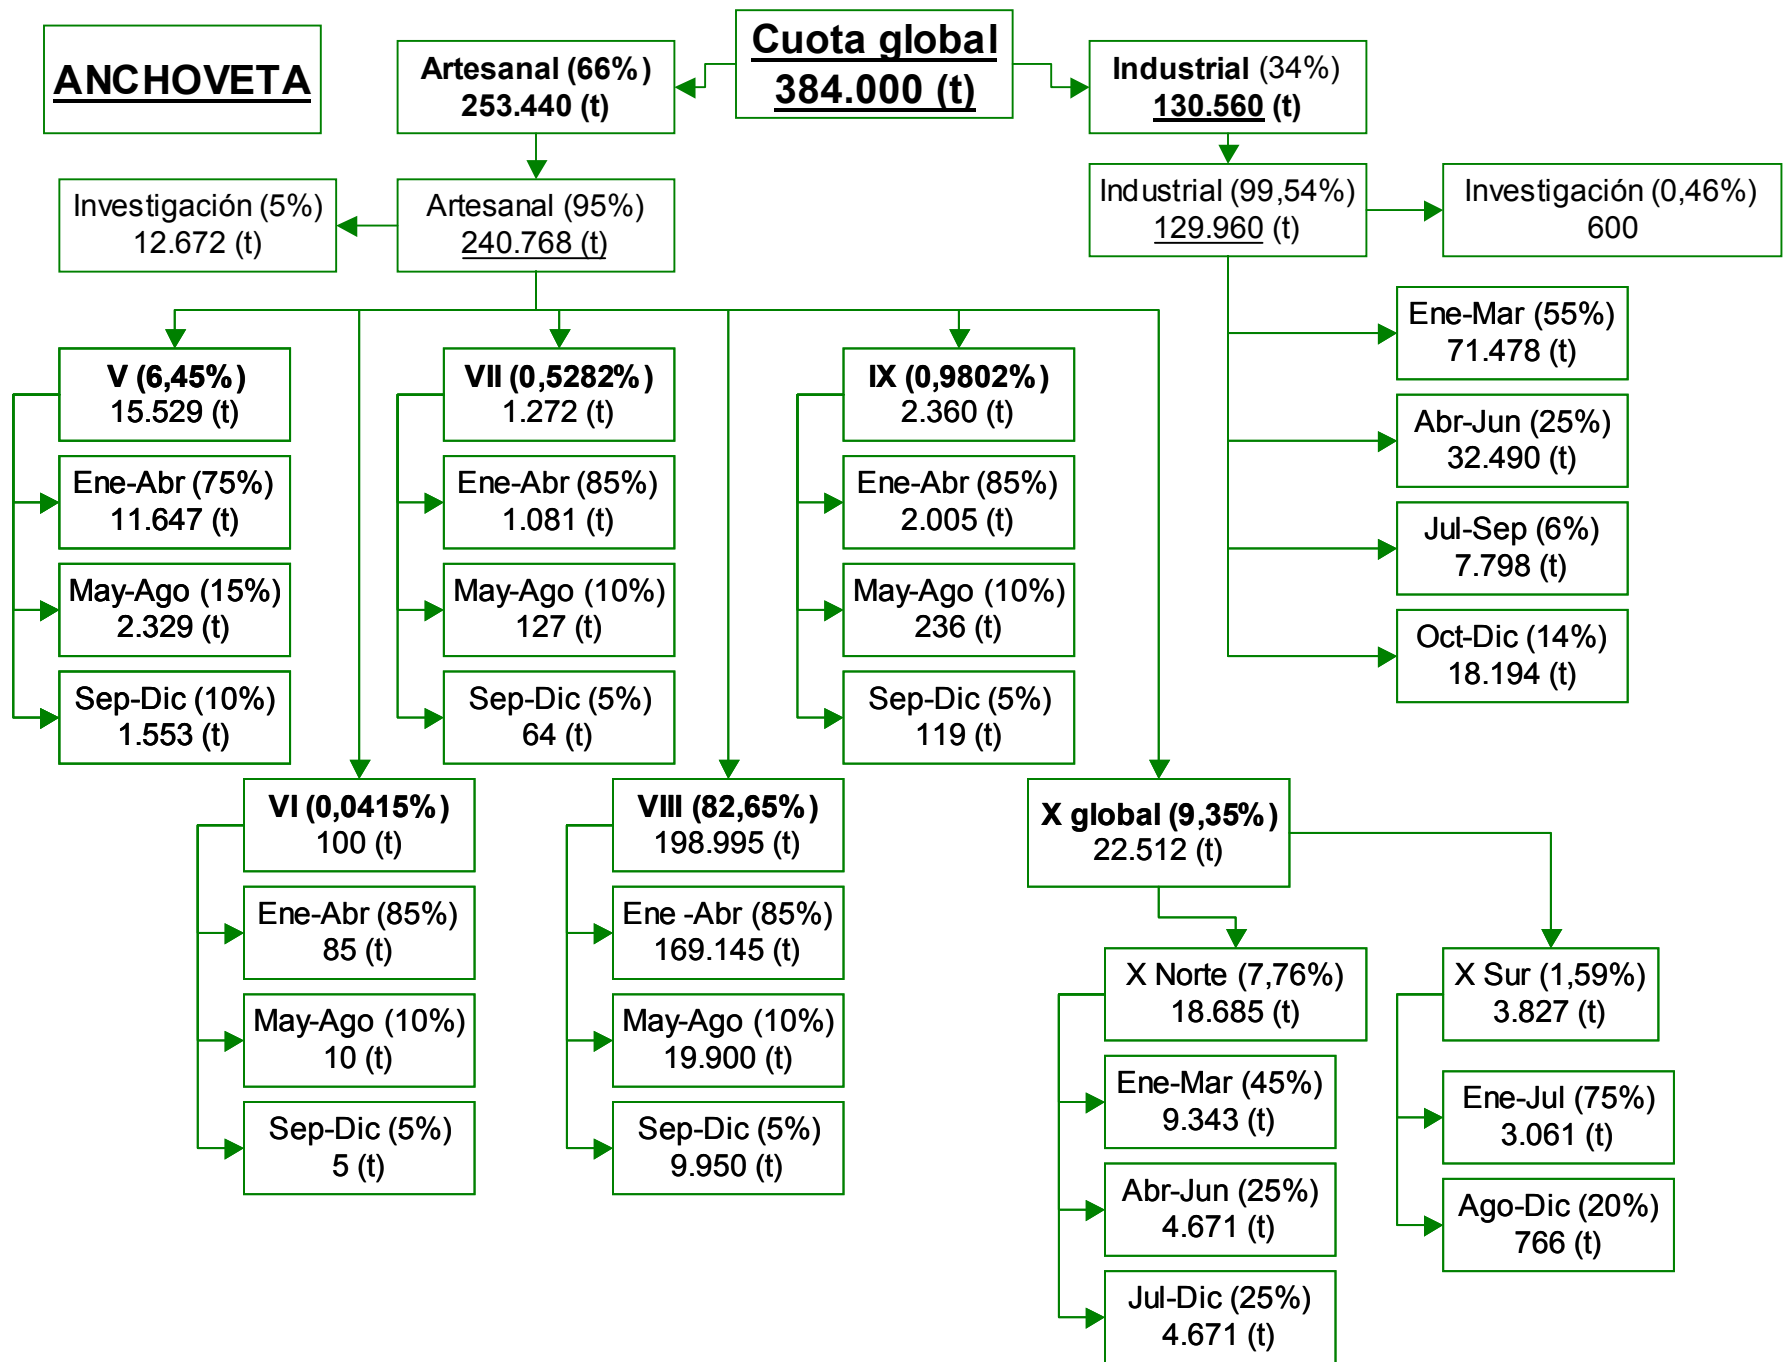 ANCHOVETA
Artesanal (66%)
253.440 (t)
Cuota global
384.000 (t)
Industrial (34%)
130.560 (t)
Investigación (5%)
12.672 (t)
Artesanal (95%)
240.768 (t)
Industrial (99,54%)
129.960 (t)
Investigación (0,46%)
600
Ene-Mar (55%)
71.478 (t)
Abr-Jun (25%)
32.490 (t)
Jul-Sep (6%)
7.798 (t)
Oct-Dic (14%)
18.194 (t)
V (6,45%)
15.529 (t)
Ene-Abr (75%)
11.647 (t)
May-Ago (15%)
2.329 (t)
Sep-Dic (10%)
1.553 (t)
VII (0,5282%)
1.272 (t)
Ene-Abr (85%)
1.081 (t)
May-Ago (10%)
127 (t)
Sep-Dic (5%)
64 (t)
IX (0,9802%)
2.360 (t)
Ene-Abr (85%)
2.005 (t)
May-Ago (10%)
236 (t)
Sep-Dic (5%)
119 (t)
VI (0,0415%)
100 (t)
Ene-Abr (85%)
85 (t)
May-Ago (10%)
10 (t)
Sep-Dic (5%)
5 (t)
VIII (82,65%)
198.995 (t)
Ene -Abr (85%)
169.145 (t)
May-Ago (10%)
19.900 (t)
Sep-Dic (5%)
9.950 (t)
X global (9,35%)
22.512 (t)
X Norte (7,76%)
18.685 (t)
Ene-Mar (45%)
9.343 (t)
Abr-Jun (25%)
4.671 (t)
Jul-Dic (25%)
4.671 (t)
X Sur (1,59%)
3.827 (t)
Ene-Jul (75%)
3.061 (t)
Ago-Dic (20%)
766 (t)